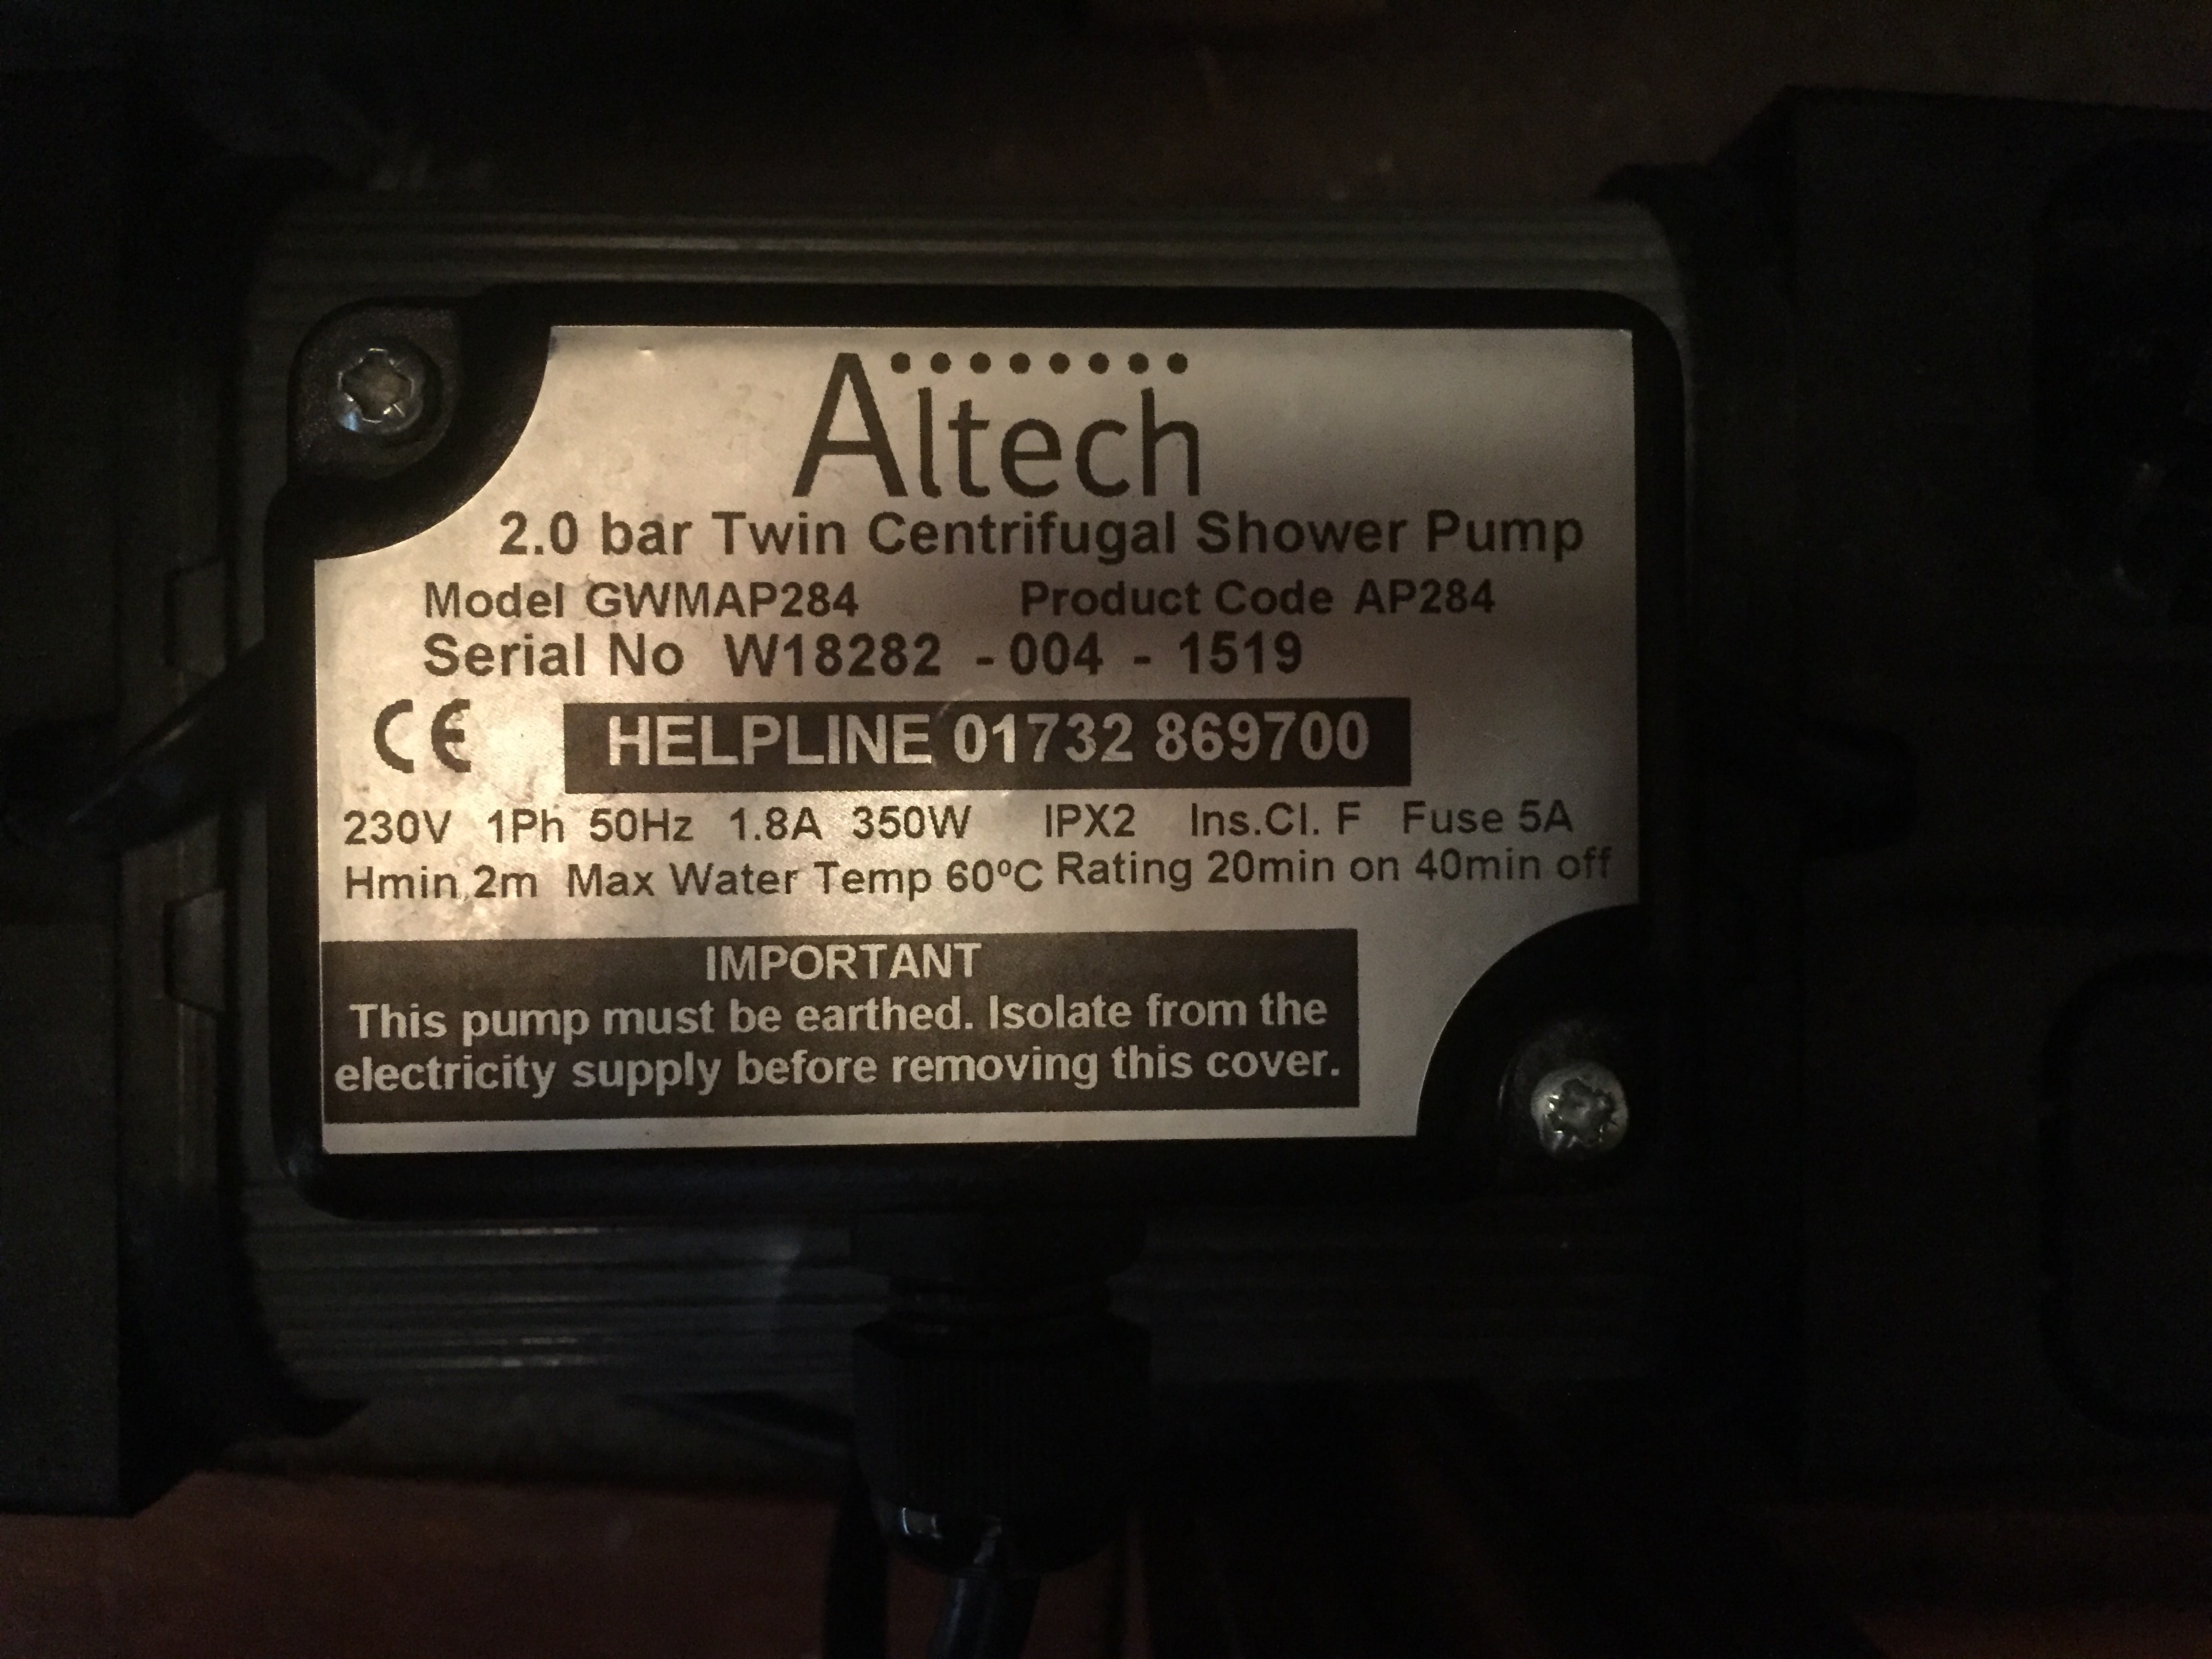 Altech
2.0 bar Twin Centrifugal Shower Pump
Model GWMAP284 Product Code AP284
Serial No W18282 - 004 - 1519
CE HELPLINE 01732 869700
230V 1Ph 50Hz 1.8A 350W IPX2 Ins.Cl. F Fuse 5A
Hmin 2m Max Water Temp 60ºC Rating 20min on 40min off
IMPORTANT
This pump must be earthed. Isolate from the
electricity supply before removing this cover.